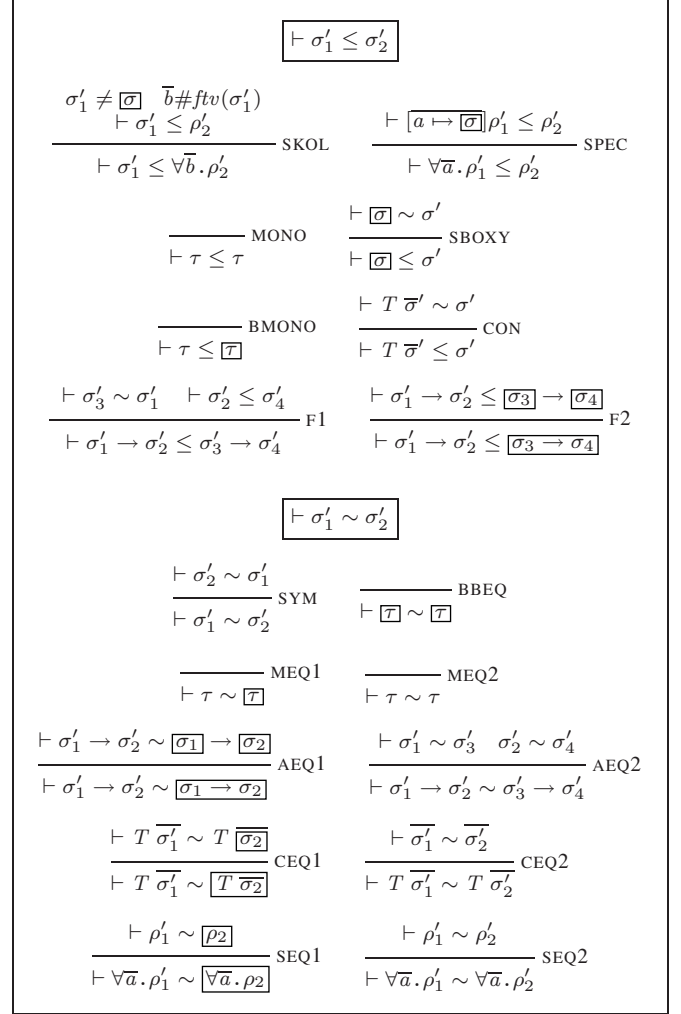 ⊢ σ′₁ ≤ σ′₂
σ′₁ ≠ [σ]   b̅#ftv(σ′₁)
⊢ σ′₁ ≤ ρ′₂
⊢ σ′₁ ≤ ∀b̅.ρ′₂ SKOL
⊢ [a ↦ [σ]]ρ′₁ ≤ ρ′₂
⊢ ∀a̅.ρ′₁ ≤ ρ′₂ SPEC
⊢ τ ≤ τ MONO
⊢ [σ] ∼ σ′
⊢ [σ] ≤ σ′ SBOXY
⊢ τ ≤ [τ] BMONO
⊢ T σ̅′ ∼ σ′
⊢ T σ̅′ ≤ σ′ CON
⊢ σ′₃ ∼ σ′₁   ⊢ σ′₂ ≤ σ′₄
⊢ σ′₁ → σ′₂ ≤ σ′₃ → σ′₄ F1
⊢ σ′₁ → σ′₂ ≤ [σ₃] → [σ₄]
⊢ σ′₁ → σ′₂ ≤ [σ₃ → σ₄] F2
⊢ σ′₁ ∼ σ′₂
⊢ σ′₂ ∼ σ′₁
⊢ σ′₁ ∼ σ′₂ SYM
⊢ [τ] ∼ [τ] BBEQ
⊢ τ ∼ [τ] MEQ1
⊢ τ ∼ τ MEQ2
⊢ σ′₁ → σ′₂ ∼ [σ₁] → [σ₂]
⊢ σ′₁ → σ′₂ ∼ [σ₁ → σ₂] AEQ1
⊢ σ′₁ ∼ σ′₃   σ′₂ ∼ σ′₄
⊢ σ′₁ → σ′₂ ∼ σ′₃ → σ′₄ AEQ2
⊢ T σ̅′₁ ∼ T [σ̅₂]
⊢ T σ̅′₁ ∼ [T σ̅₂] CEQ1
⊢ σ̅′₁ ∼ σ̅′₂
⊢ T σ̅′₁ ∼ T σ̅′₂ CEQ2
⊢ ρ′₁ ∼ [ρ₂]
⊢ ∀a̅.ρ′₁ ∼ [∀a̅.ρ₂] SEQ1
⊢ ρ′₁ ∼ ρ′₂
⊢ ∀a̅.ρ′₁ ∼ ∀a̅.ρ′₂ SEQ2